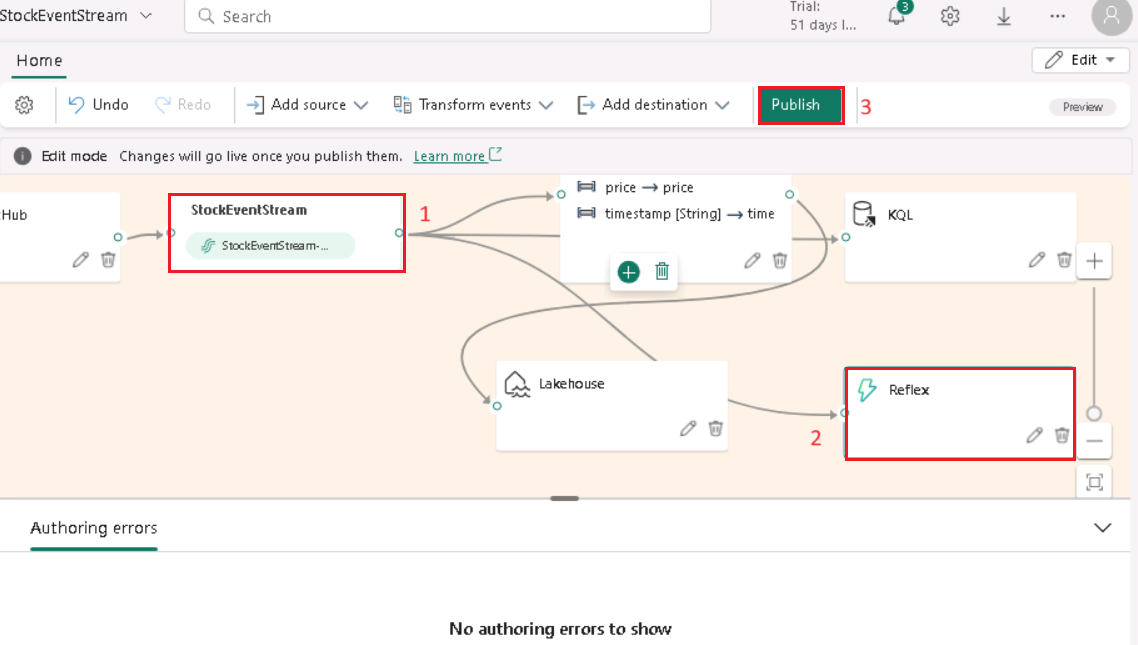 StockEventStream
Search
Trial:
51 days l...
3
Home
Edit
Undo
Redo
Add source
Transform events
Add destination
Publish
3
Preview
Edit mode Changes will go live once you publish them. Learn more
Hub
StockEventStream
1
StockEventStream-...
price → price
timestamp [String] → time
KQL
Lakehouse
Reflex
2
Authoring errors
No authoring errors to show